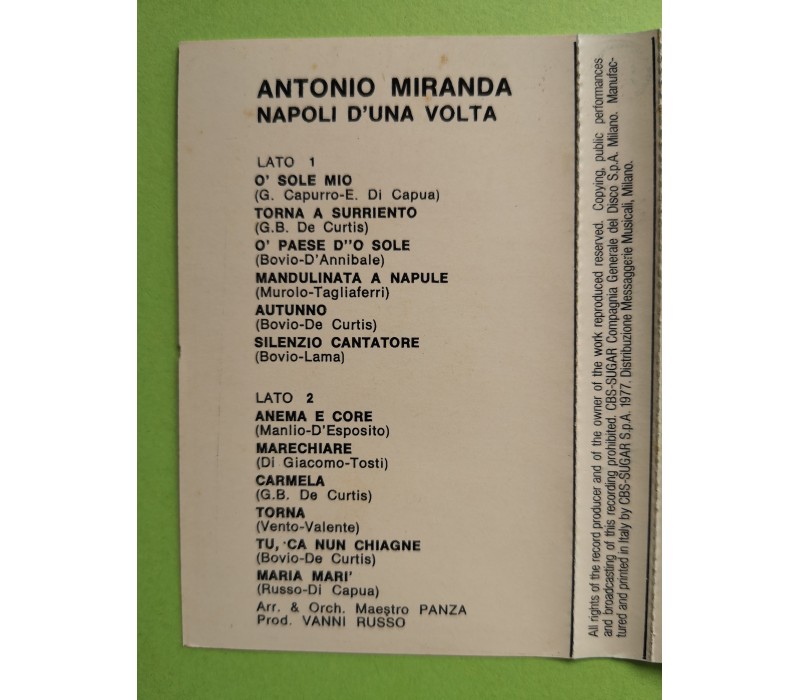 ANTONIO MIRANDA
NAPOLI D'UNA VOLTA
LATO 1
O' SOLE MIO
(G. Capurro-E. Di Capua)
TORNA A SURRIENTO
(G.B. De Curtis)
O' PAESE D''O SOLE
(Bovio-D'Annibale)
MANDULINATA A NAPULE
(Murolo-Tagliaferri)
AUTUNNO
(Bovio-De Curtis)
SILENZIO CANTATORE
(Bovio-Lama)
LATO 2
ANEMA E CORE
(Manlio-D'Esposito)
MARECHIARE
(Di Giacomo-Tosti)
CARMELA
(G.B. De Curtis)
TORNA
(Vento-Valente)
TU, CA NUN CHIAGNE
(Bovio-De Curtis)
MARIA MARI'
(Russo-Di Capua)
Arr. & Orch. Maestro PANZA
Prod. VANNI RUSSO
All rights of the record producer and of the owner of the work reproduced reserved. Copying, public performances
and broadcasting of this recording prohibited. CBS-SUGAR Compagnia Generale del Disco S.p.A. Milano. Manufac-
tured and printed in Italy by CBS-SUGAR S.p.A. 1977. Distribuzione Messaggerie Musicali, Milano.